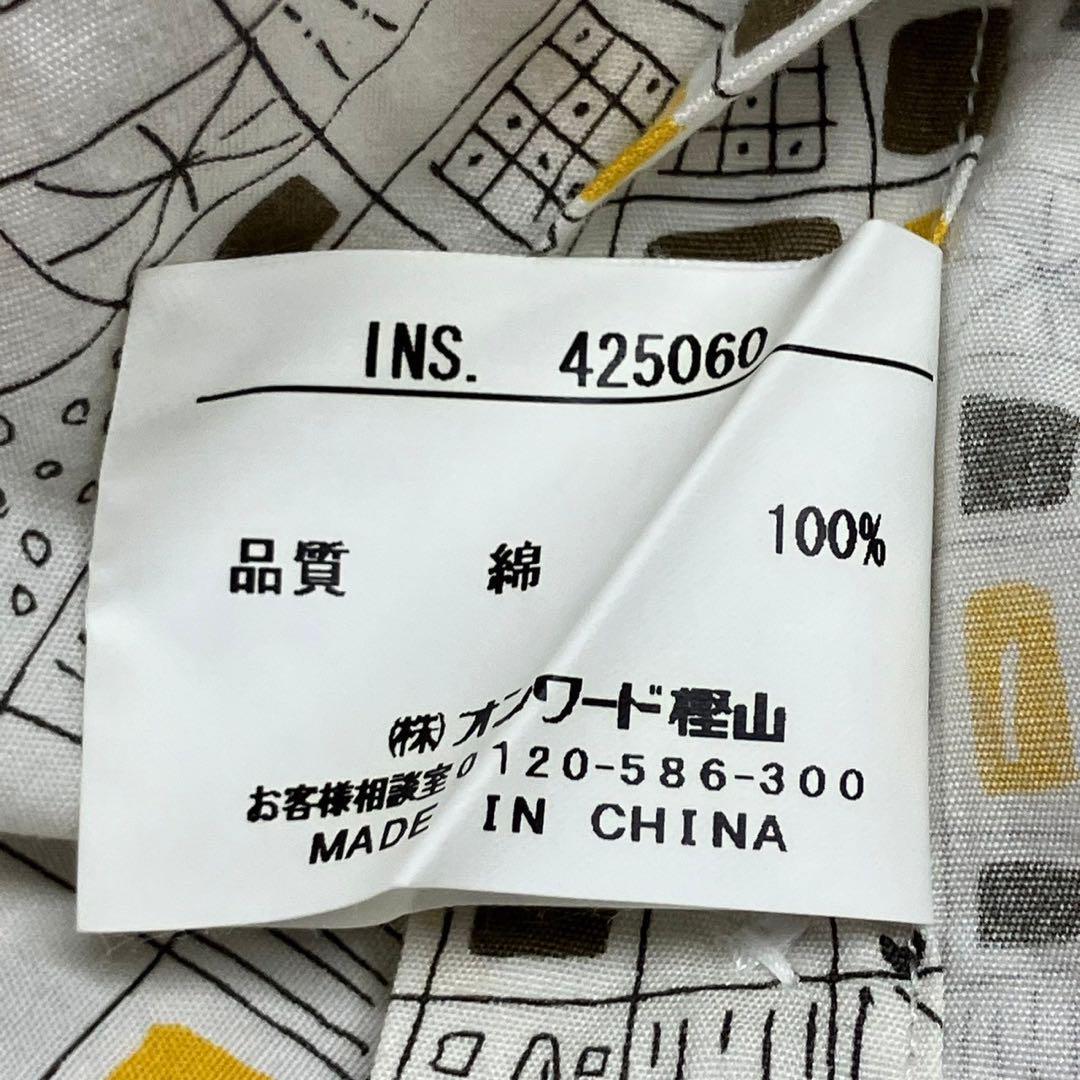 INS. 425060
品質 綿 100%
㈱オンワード樫山
お客様相談室0120-586-300
MADE IN CHINA